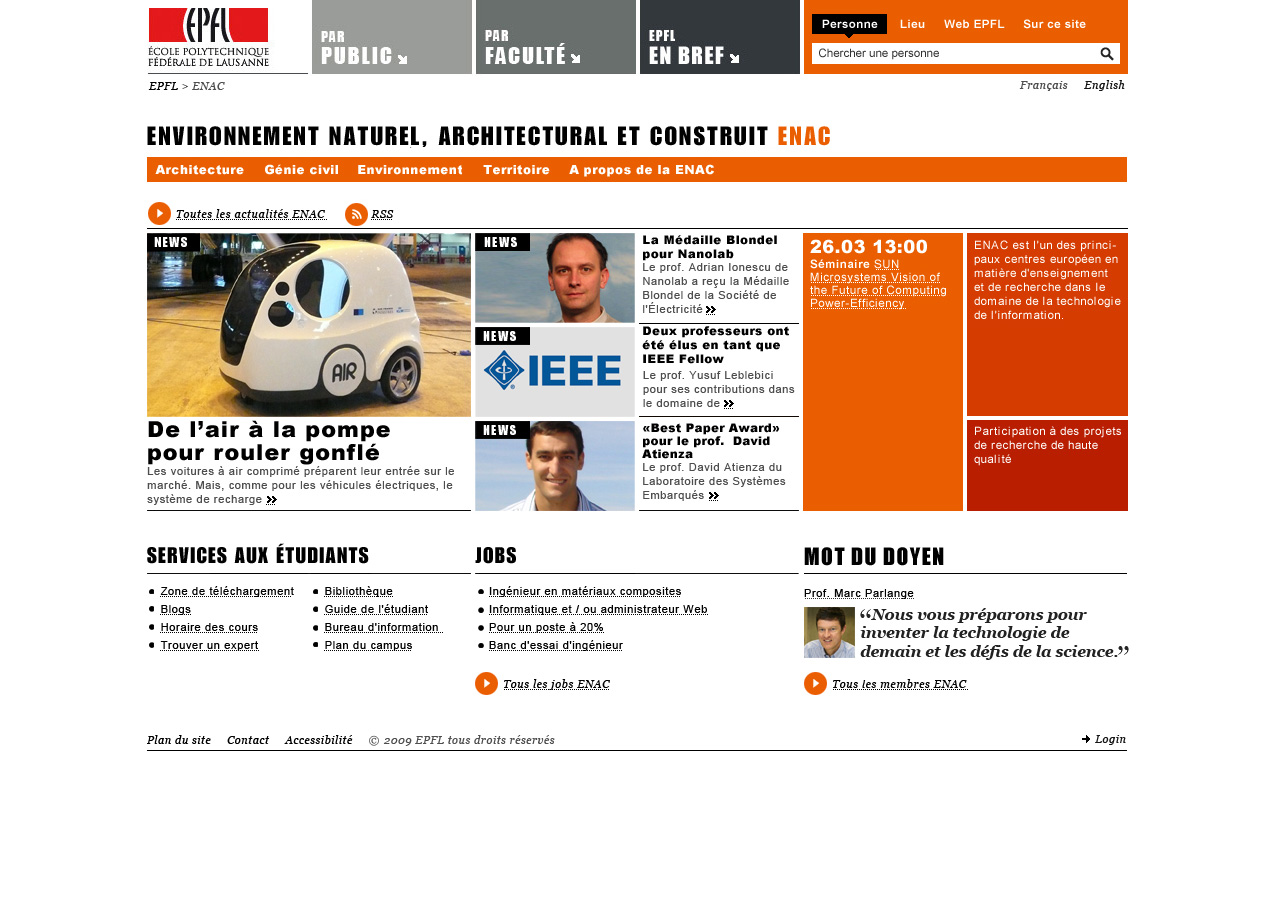 EPFL
ÉCOLE POLYTECHNIQUE
FÉDÉRALE DE LAUSANNE
PAR
PUBLIC
PAR
FACULTÉ
EPFL
EN BREF
Personne Lieu Web EPFL Sur ce site
Chercher une personne
EPFL > ENAC
Français English
ENVIRONNEMENT NATUREL, ARCHITECTURAL ET CONSTRUIT ENAC
Architecture Génie civil Environnement Territoire A propos de la ENAC
Toutes les actualités ENAC RSS
NEWS
AIR
De l'air à la pompe
pour rouler gonflé
Les voitures à air comprimé préparent leur entrée sur le
marché. Mais, comme pour les véhicules électriques, le
système de recharge
NEWS
La Médaille Blondel
pour Nanolab
Le prof. Adrian Ionescu de
Nanolab a reçu la Médaille
Blondel de la Société de
l'Électricité
NEWS
IEEE
Deux professeurs ont
été élus en tant que
IEEE Fellow
Le prof. Yusuf Leblebici
pour ses contributions dans
le domaine de
NEWS
«Best Paper Award»
pour le prof. David
Atienza
Le prof. David Atienza du
Laboratoire des Systèmes
Embarqués
26.03 13:00
Séminaire SUN
Microsystems Vision of
the Future of Computing
Power-Efficiency
ENAC est l'un des princi-
paux centres européen en
matière d'enseignement
et de recherche dans le
domaine de la technologie
de l'information.
Participation à des projets
de recherche de haute
qualité
SERVICES AUX ÉTUDIANTS
Zone de téléchargement
Blogs
Horaire des cours
Trouver un expert
Bibliothèque
Guide de l'étudiant
Bureau d'information
Plan du campus
JOBS
Ingénieur en matériaux composites
Informatique et / ou administrateur Web
Pour un poste à 20%
Banc d'essai d'ingénieur
Tous les jobs ENAC
MOT DU DOYEN
Prof. Marc Parlange
“Nous vous préparons pour
inventer la technologie de
demain et les défis de la science.”
Tous les membres ENAC
Plan du site Contact Accessibilité © 2009 EPFL tous droits réservés
Login